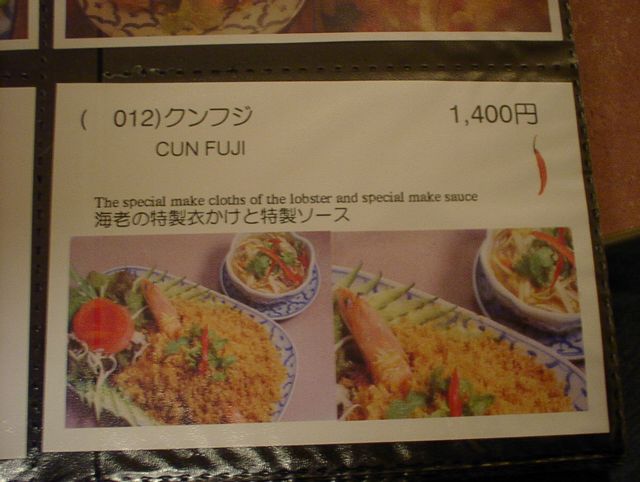 ( 012)クンフジ 1,400円
CUN FUJI
The special make cloths of the lobster and special make sauce
海老の特製衣かけと特製ソース